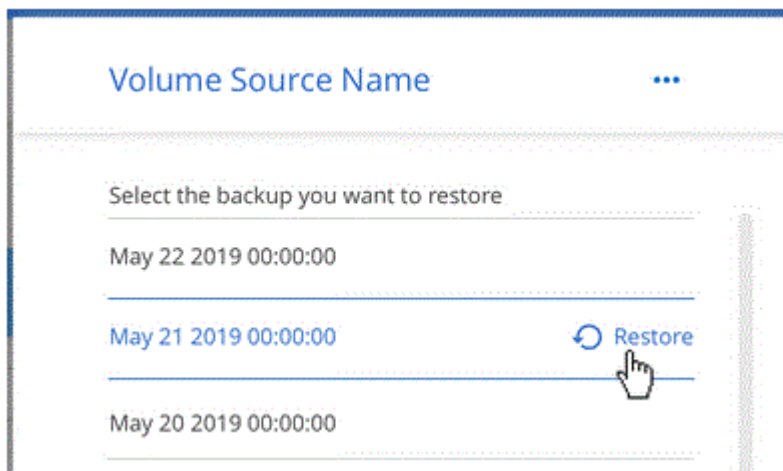 Volume Source Name
Select the backup you want to restore
May 22 2019 00:00:00
May 21 2019 00:00:00 Restore
May 20 2019 00:00:00